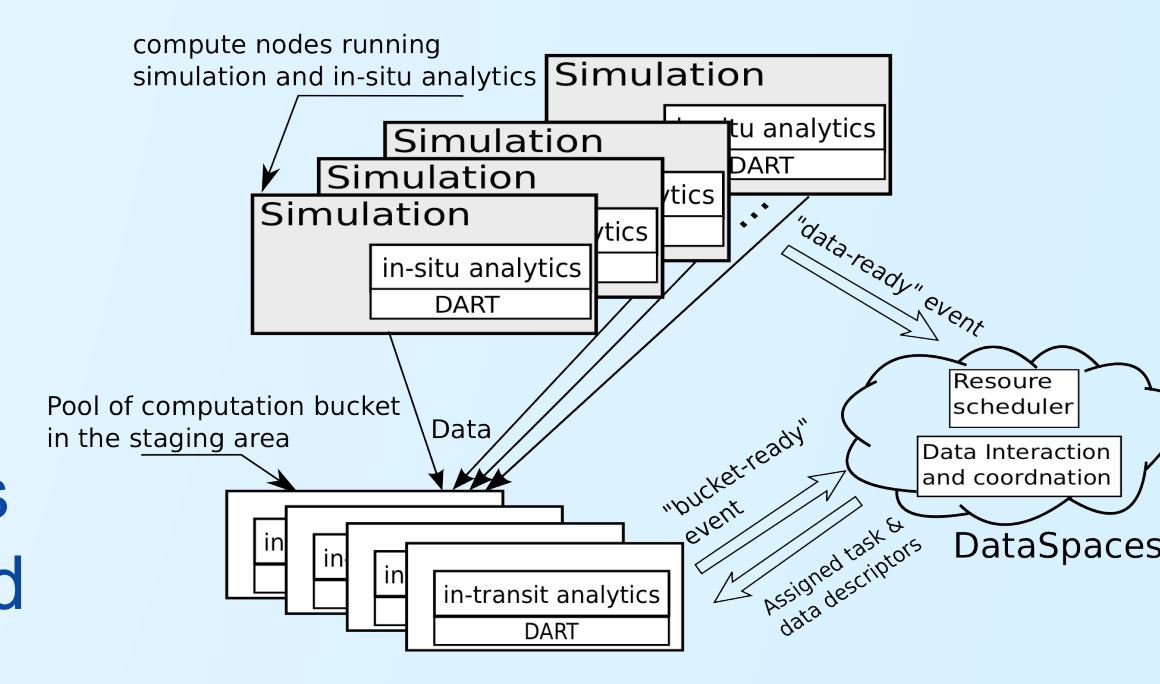 compute nodes running
simulation and in-situ analytics
Simulation
in-situ analytics
DART
Simulation
Simulation
Simulation
in-situ analytics
DART
"data-ready" event
Pool of computation bucket
in the staging area
Data
"bucket-ready"
event
Assigned task &
data descriptors
Resoure
scheduler
Data Interaction
and coordnation
DataSpaces
in-transit analytics
DART